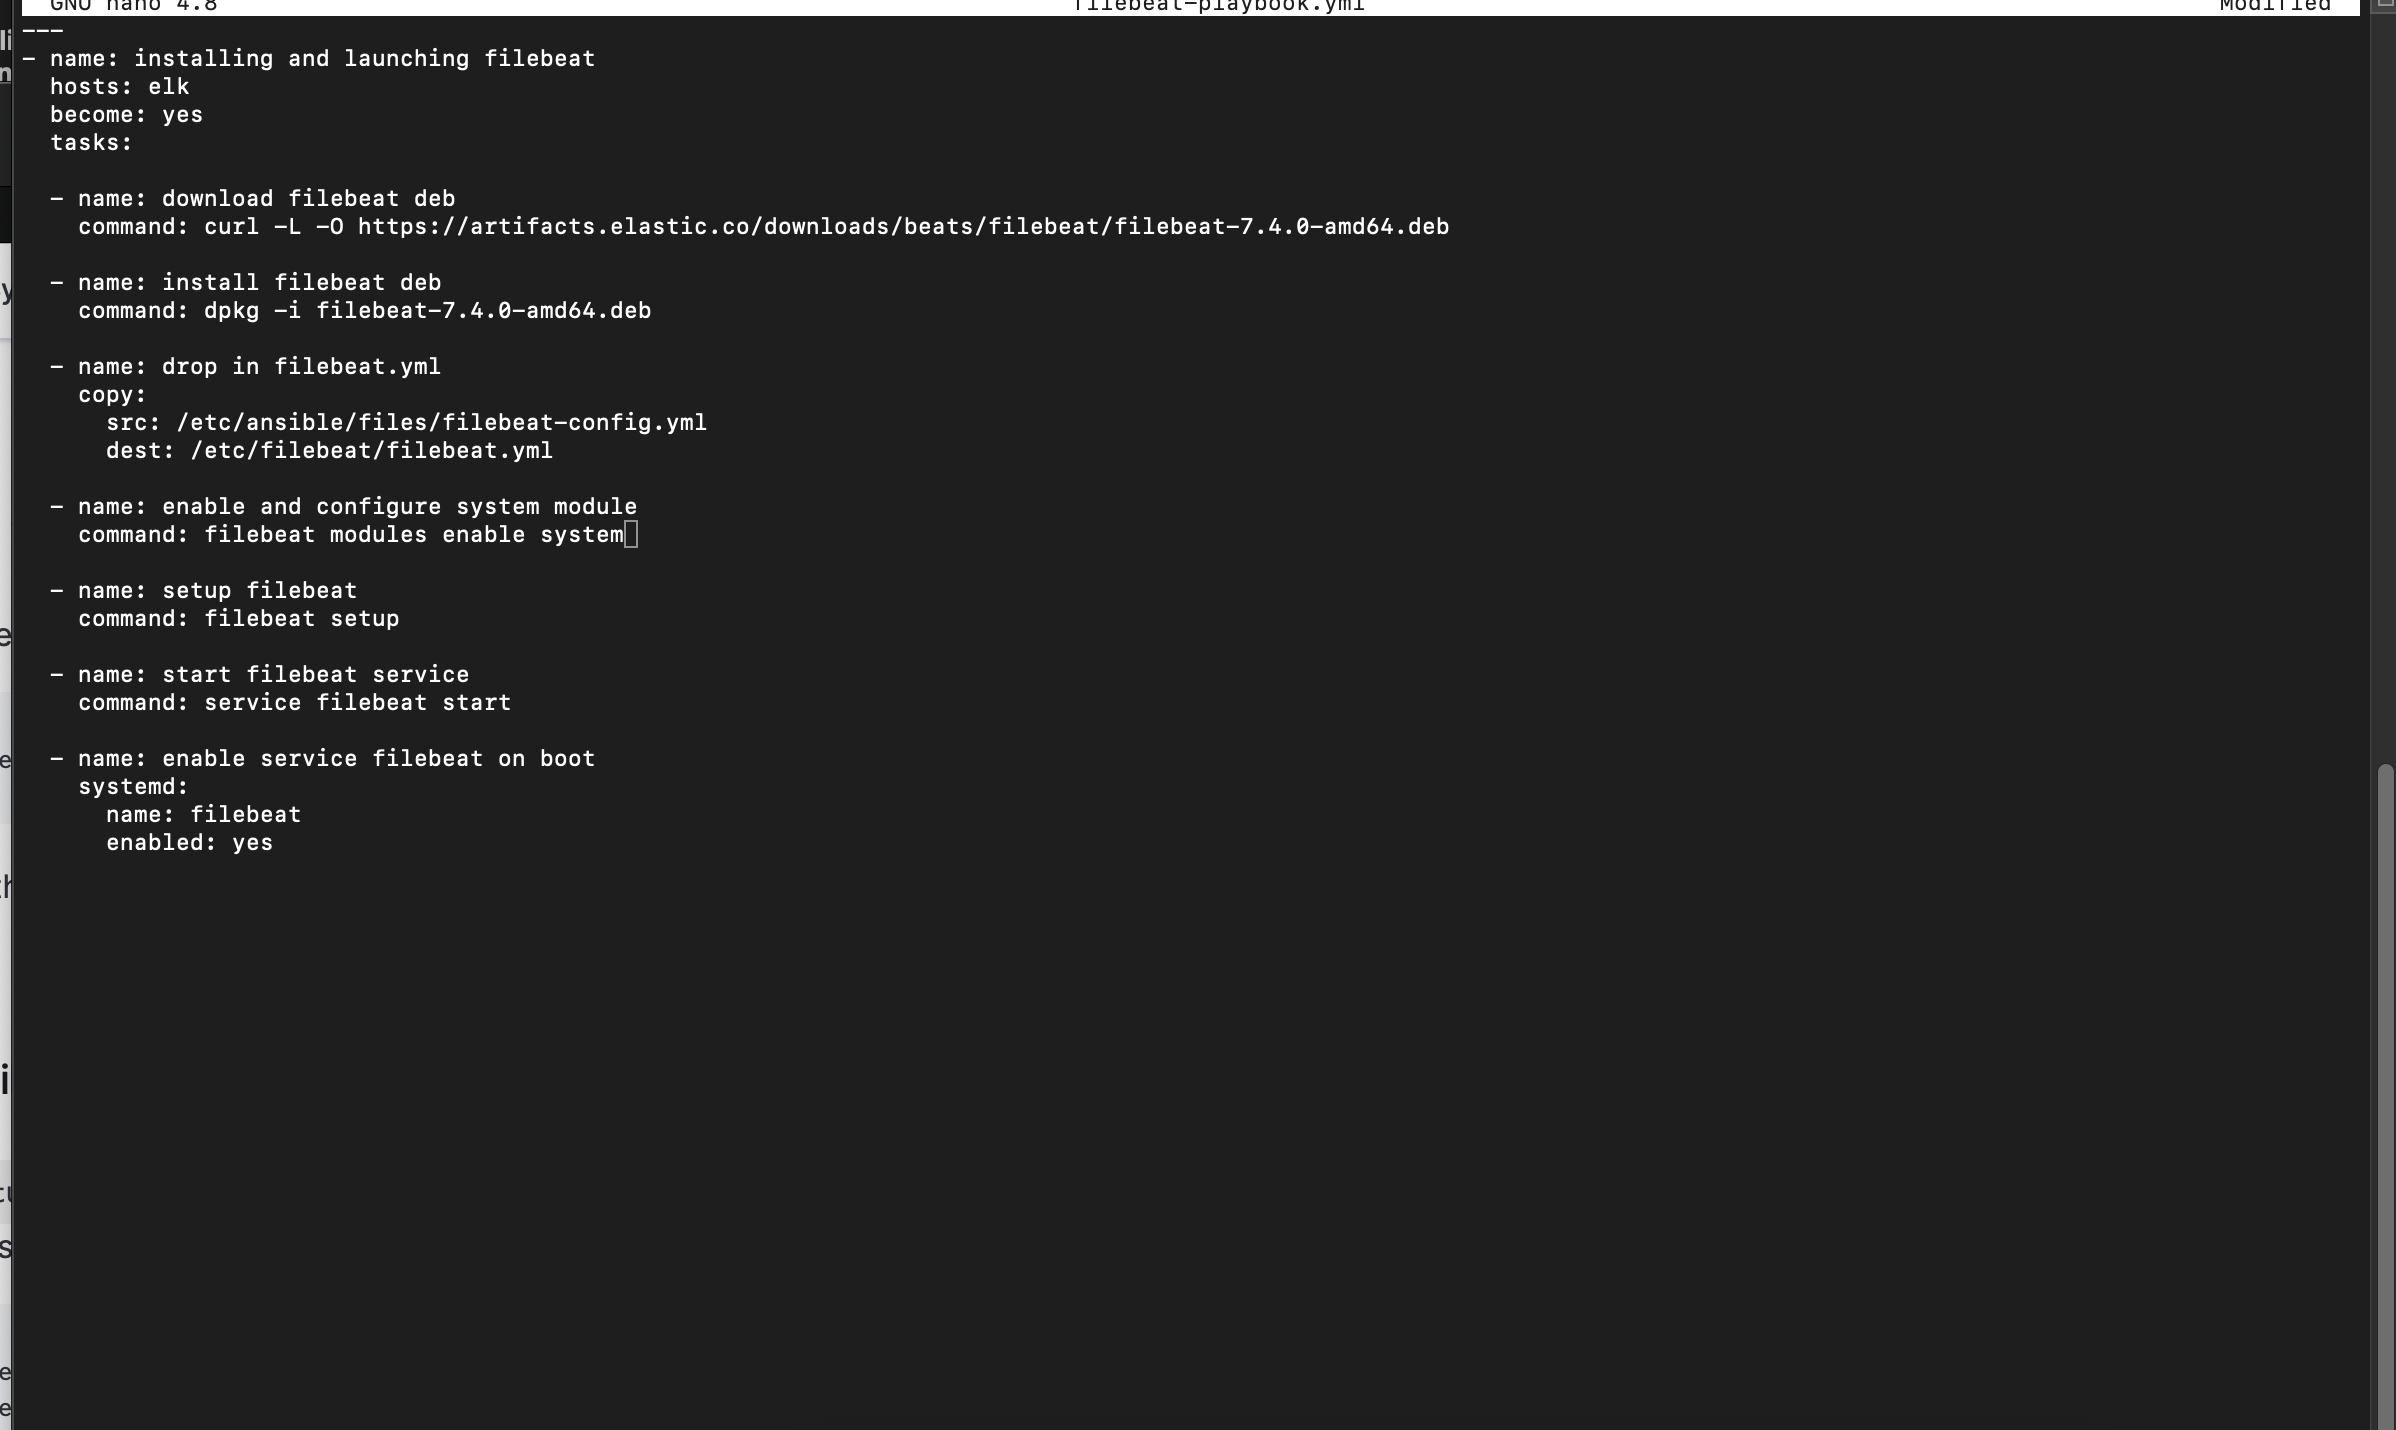 GNU nano 4.8 filebeat-playbook.yml Modified
---
- name: installing and launching filebeat
  hosts: elk
  become: yes
  tasks:
  - name: download filebeat deb
    command: curl -L -O https://artifacts.elastic.co/downloads/beats/filebeat/filebeat-7.4.0-amd64.deb
  - name: install filebeat deb
    command: dpkg -i filebeat-7.4.0-amd64.deb
  - name: drop in filebeat.yml
    copy:
      src: /etc/ansible/files/filebeat-config.yml
      dest: /etc/filebeat/filebeat.yml
  - name: enable and configure system module
    command: filebeat modules enable system
  - name: setup filebeat
    command: filebeat setup
  - name: start filebeat service
    command: service filebeat start
  - name: enable service filebeat on boot
    systemd:
      name: filebeat
      enabled: yes